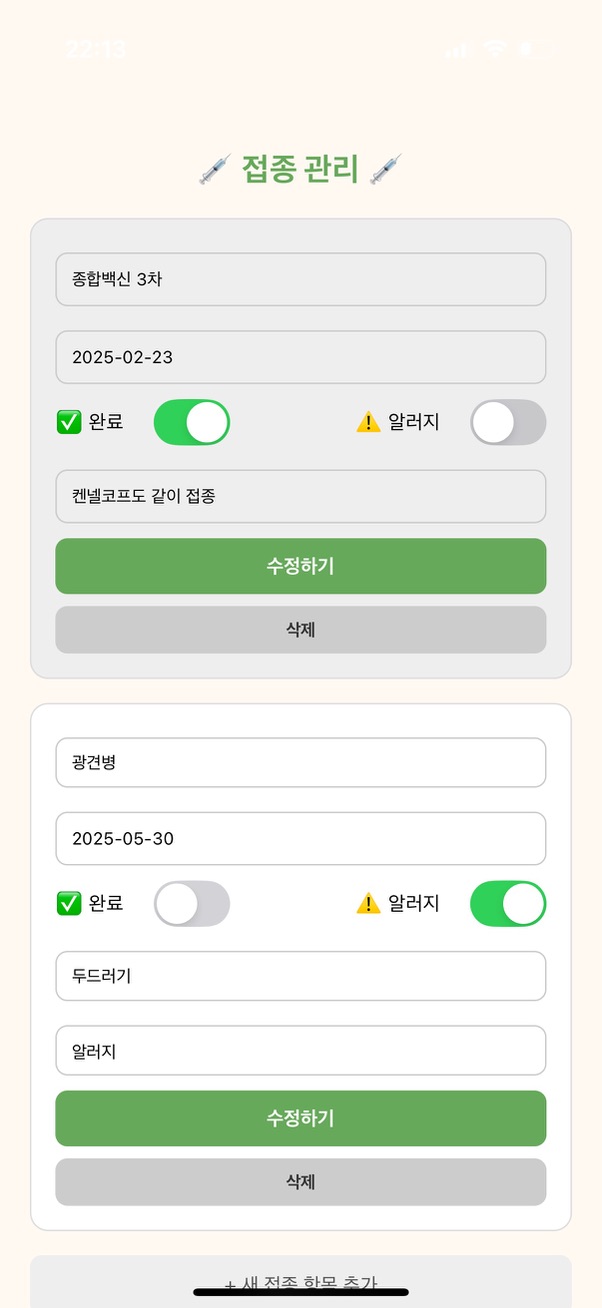 22:13
💉 접종 관리 💉
종합백신 3차
2025-02-23
✅ 완료 ⚠️ 알러지
켄넬코프도 같이 접종
수정하기
삭제
광견병
2025-05-30
✅ 완료 ⚠️ 알러지
두드러기
알러지
수정하기
삭제
+ 새 접종 항목 추가